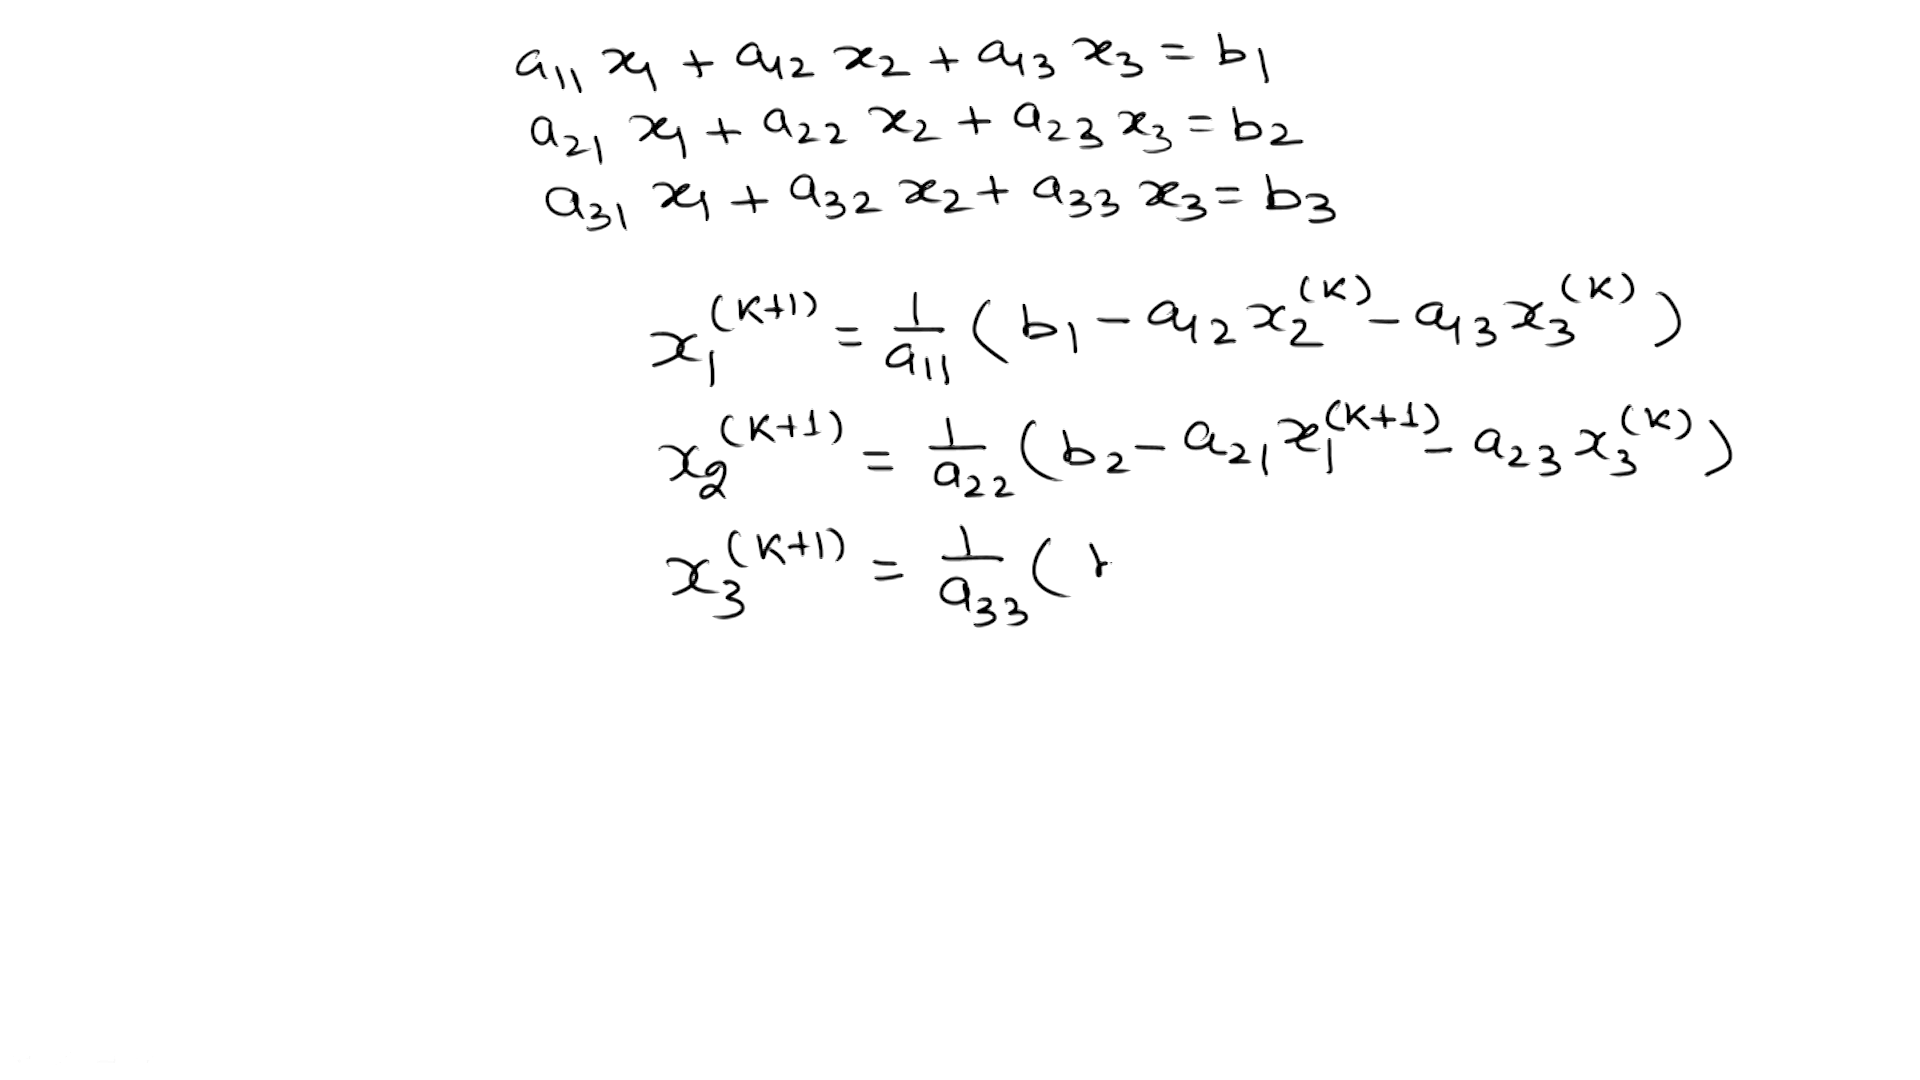 a₁₁ x₁ + a₁₂ x₂ + a₁₃ x₃ = b₁
a₂₁ x₁ + a₂₂ x₂ + a₂₃ x₃ = b₂
a₃₁ x₁ + a₃₂ x₂ + a₃₃ x₃ = b₃
x₁^(K+1) = 1/a₁₁ ( b₁ - a₁₂ x₂^(K) - a₁₃ x₃^(K) )
x₂^(K+1) = 1/a₂₂ ( b₂ - a₂₁ x₁^(K+1) - a₂₃ x₃^(K) )
x₃^(K+1) = 1/a₃₃ (